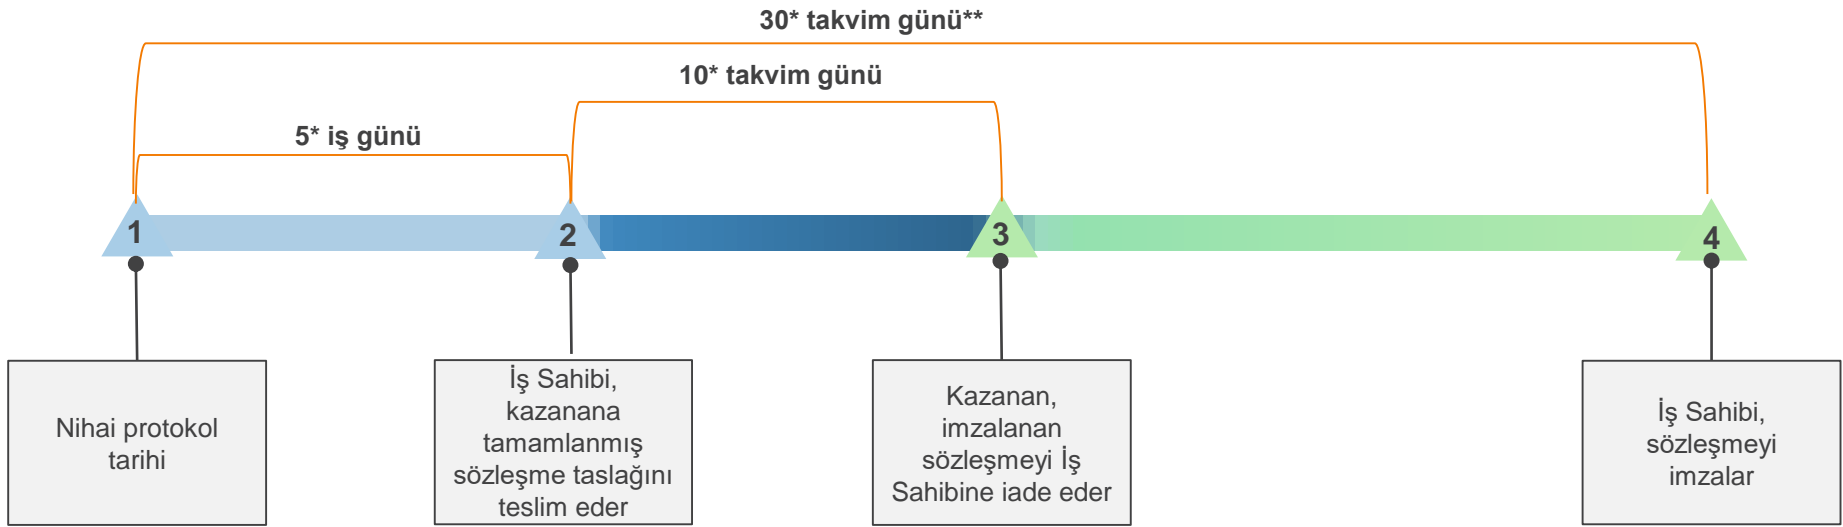 30* takvim günü**
10* takvim günü
5* iş günü
1
2
3
4
Nihai protokol
tarihi
İş Sahibi,
kazanana
tamamlanmış
sözleşme taslağını
teslim eder
Kazanan,
imzalanan
sözleşmeyi İş
Sahibine iade eder
İş Sahibi,
sözleşmeyi
imzalar